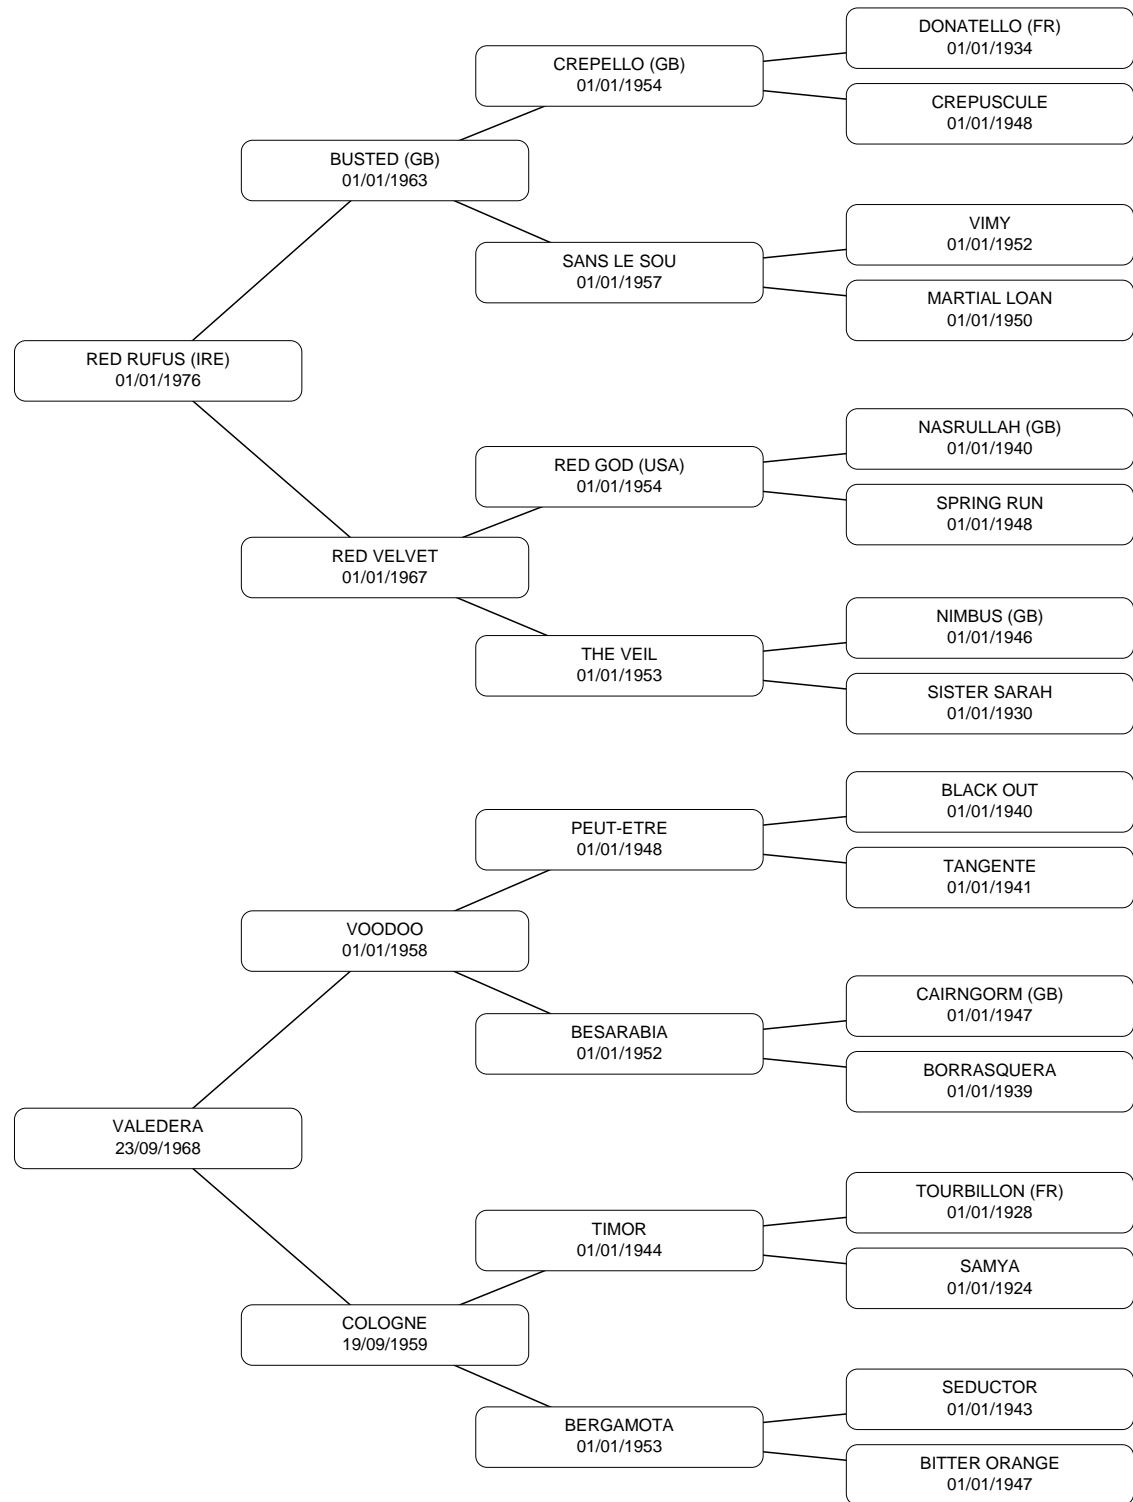 DONATELLO (FR)
01/01/1934
CREPELLO (GB)
01/01/1954
CREPUSCULE
01/01/1948
BUSTED (GB)
01/01/1963
VIMY
01/01/1952
SANS LE SOU
01/01/1957
MARTIAL LOAN
01/01/1950
RED RUFUS (IRE)
01/01/1976
NASRULLAH (GB)
01/01/1940
RED GOD (USA)
01/01/1954
SPRING RUN
01/01/1948
RED VELVET
01/01/1967
NIMBUS (GB)
01/01/1946
THE VEIL
01/01/1953
SISTER SARAH
01/01/1930
BLACK OUT
01/01/1940
PEUT-ETRE
01/01/1948
TANGENTE
01/01/1941
VOODOO
01/01/1958
CAIRNGORM (GB)
01/01/1947
BESARABIA
01/01/1952
BORRASQUERA
01/01/1939
VALEDERA
23/09/1968
TOURBILLON (FR)
01/01/1928
TIMOR
01/01/1944
SAMYA
01/01/1924
COLOGNE
19/09/1959
SEDUCTOR
01/01/1943
BERGAMOTA
01/01/1953
BITTER ORANGE
01/01/1947